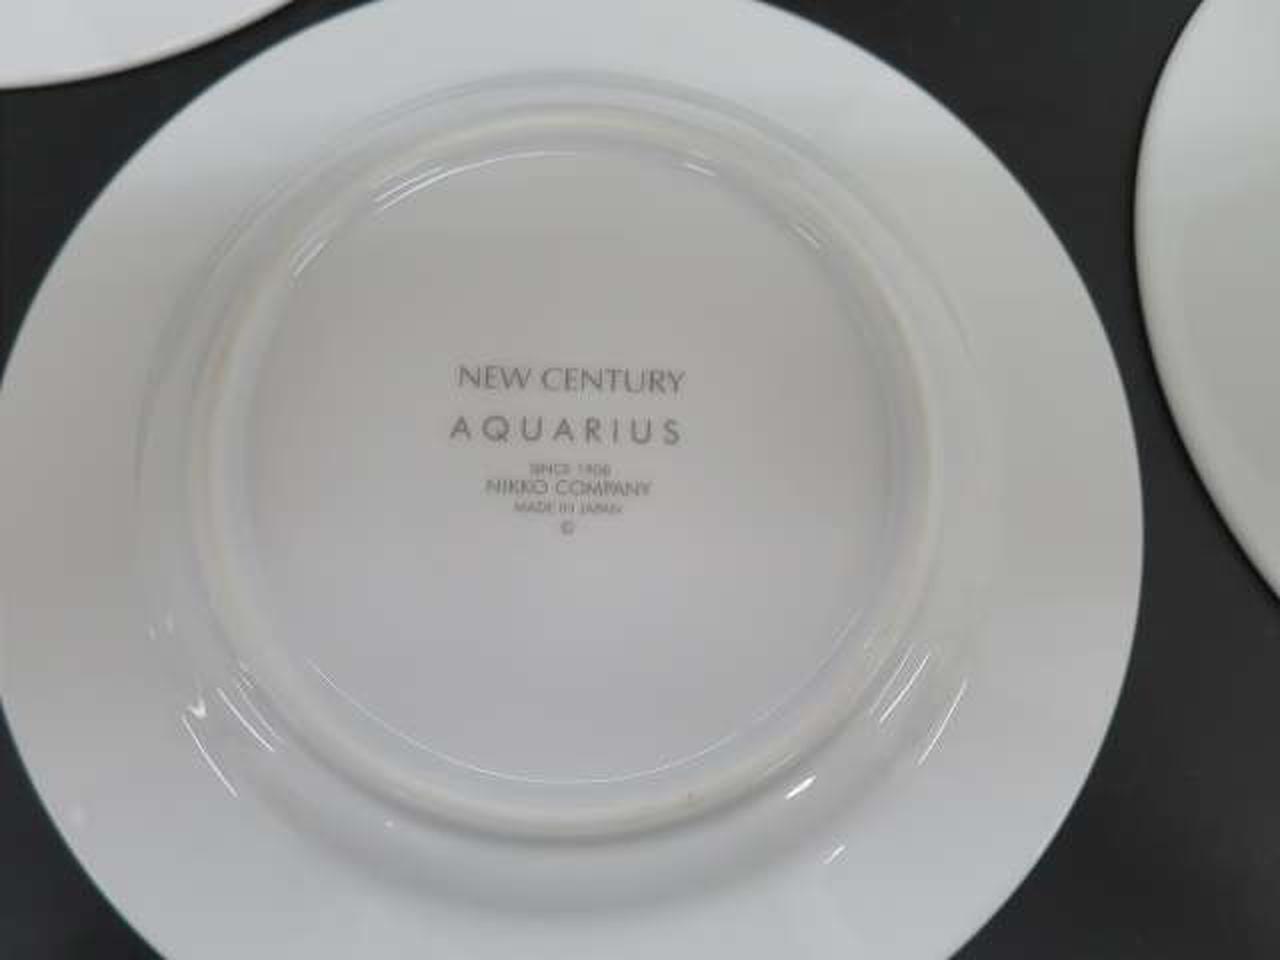 NEW CENTURY
AQUARIUS
SINCE 1908
NIKKO COMPANY
MADE IN JAPAN
©